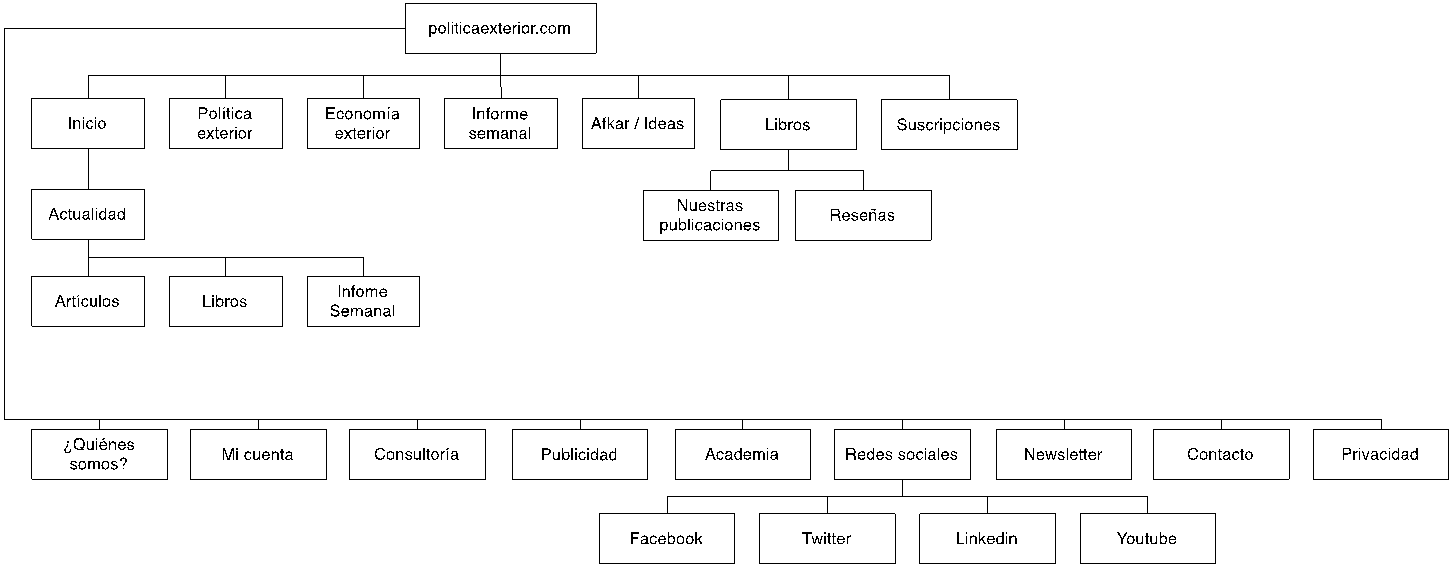 politicaexterior.com
Inicio
Política
exterior
Economía
exterior
Informe
semanal
Afkar / Ideas
Libros
Suscripciones
Actualidad
Nuestras
publicaciones
Reseñas
Artículos
Libros
Infome
Semanal
¿Quiénes
somos?
Mi cuenta
Consultoría
Publicidad
Academia
Redes sociales
Newsletter
Contacto
Privacidad
Facebook
Twitter
Linkedin
Youtube